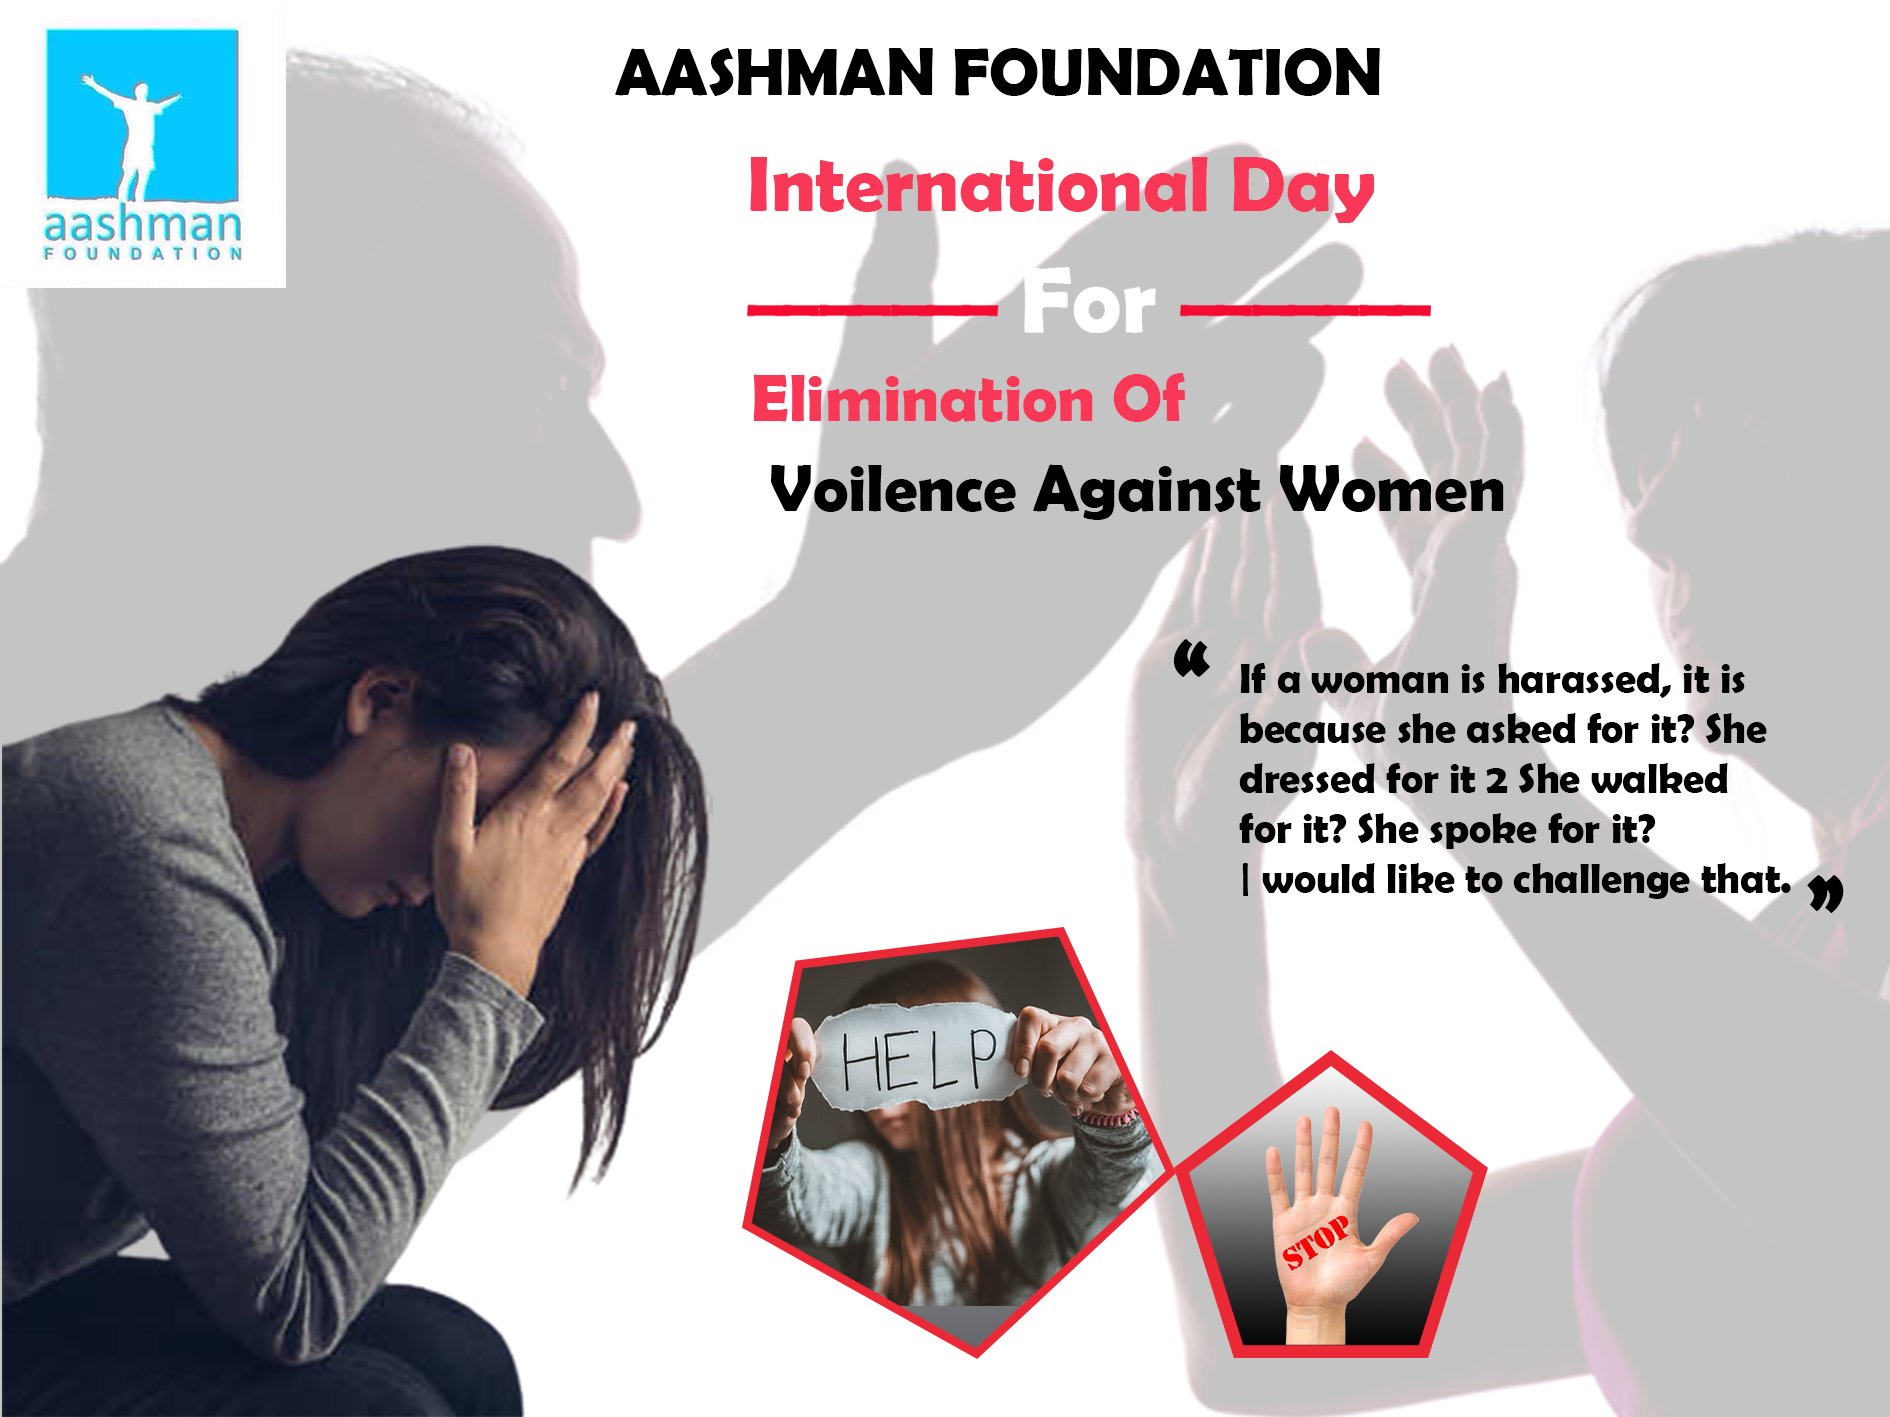 aashman
FOUNDATION
AASHMAN FOUNDATION
International Day
For
Elimination Of
Voilence Against Women
“ If a woman is harassed, it is
because she asked for it? She
dressed for it 2 She walked
for it? She spoke for it?
| would like to challenge that. ”
HELP
STOP